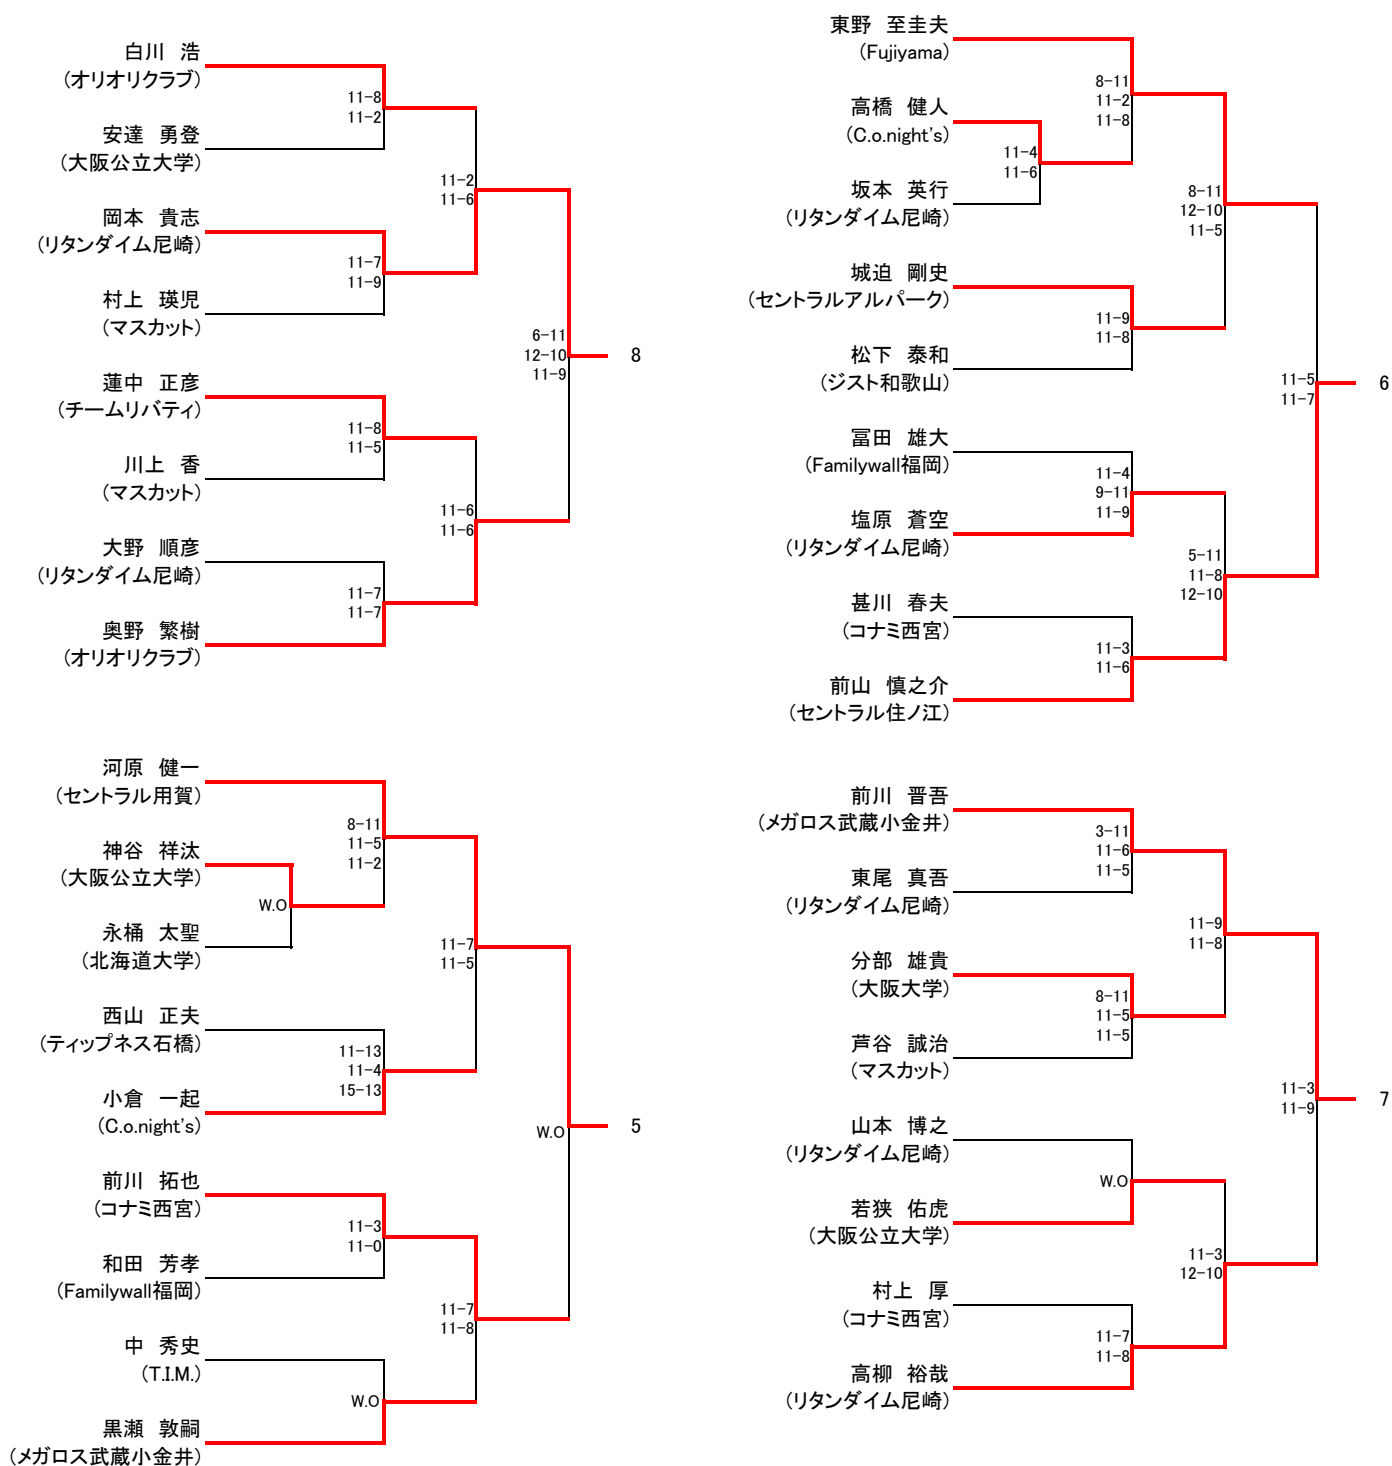 白川 浩
(オリオリクラブ)
11-8
11-2
安達 勇登
(大阪公立大学)
11-2
11-6
岡本 貴志
(リタンダイム尼崎)
11-7
11-9
村上 瑛児
(マスカット)
6-11
12-10
11-9
8
蓮中 正彦
(チームリバティ)
11-8
11-5
川上 香
(マスカット)
11-6
11-6
大野 順彦
(リタンダイム尼崎)
11-7
11-7
奥野 繁樹
(オリオリクラブ)
東野 至圭夫
(Fujiyama)
8-11
11-2
11-8
高橋 健人
(C.o.night's)
11-4
11-6
坂本 英行
(リタンダイム尼崎)
8-11
12-10
11-5
城迫 剛史
(セントラルアルパーク)
11-9
11-8
松下 泰和
(ジスト和歌山)
11-5
11-7
6
冨田 雄大
(Familywall福岡)
11-4
9-11
11-9
塩原 蒼空
(リタンダイム尼崎)
5-11
11-8
12-10
甚川 春夫
(コナミ西宮)
11-3
11-6
前山 慎之介
(セントラル住ノ江)
河原 健一
(セントラル用賀)
8-11
11-5
11-2
神谷 祥汰
(大阪公立大学)
W.O
永桶 太聖
(北海道大学)
11-7
11-5
西山 正夫
(ティップネス石橋)
11-13
11-4
15-13
小倉 一起
(C.o.night's)
W.O
5
前川 拓也
(コナミ西宮)
11-3
11-0
和田 芳孝
(Familywall福岡)
11-7
11-8
中 秀史
(T.I.M.)
W.O
黒瀬 敦嗣
(メガロス武蔵小金井)
前川 晋吾
(メガロス武蔵小金井)
3-11
11-6
11-5
東尾 真吾
(リタンダイム尼崎)
11-9
11-8
分部 雄貴
(大阪大学)
8-11
11-5
11-5
芦谷 誠治
(マスカット)
11-3
11-9
7
山本 博之
(リタンダイム尼崎)
W.O
若狭 佑虎
(大阪公立大学)
11-3
12-10
村上 厚
(コナミ西宮)
11-7
11-8
高柳 裕哉
(リタンダイム尼崎)